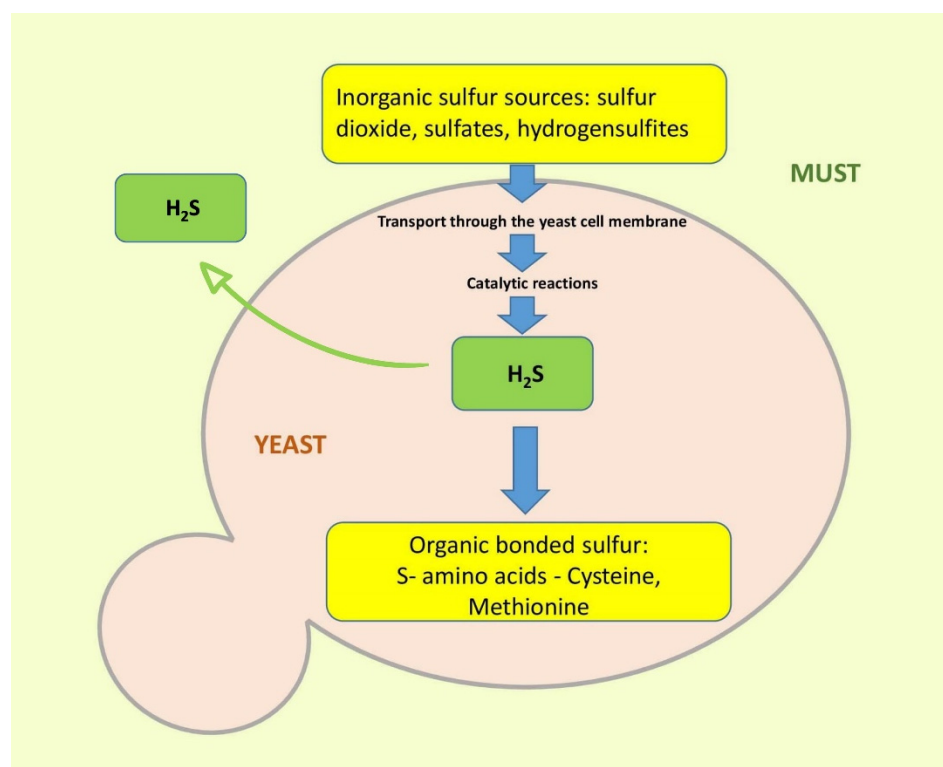 Inorganic sulfur sources: sulfur
dioxide, sulfates, hydrogensulfites
MUST
H₂S
Transport through the yeast cell membrane
Catalytic reactions
H₂S
YEAST
Organic bonded sulfur:
S- amino acids - Cysteine,
Methionine